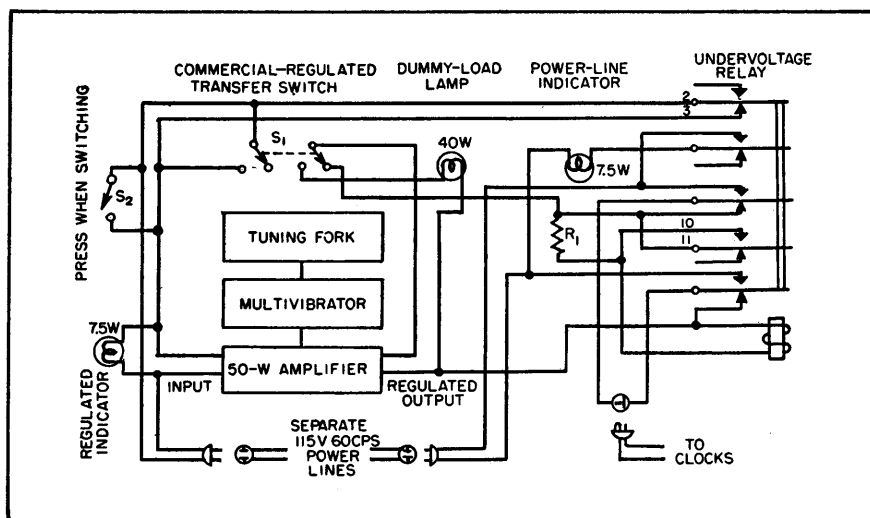 COMMERCIAL-REGULATED
TRANSFER SWITCH
DUMMY-LOAD
LAMP
POWER-LINE
INDICATOR
UNDERVOLTAGE
RELAY
2
3
S1
40W
7.5W
PRESS WHEN SWITCHING
S2
TUNING FORK
R1
10
11
MULTIVIBRATOR
7.5W
50-W AMPLIFIER
REGULATED
INDICATOR
INPUT
REGULATED
OUTPUT
SEPARATE
115V 60CPS
POWER
LINES
TO
CLOCKS